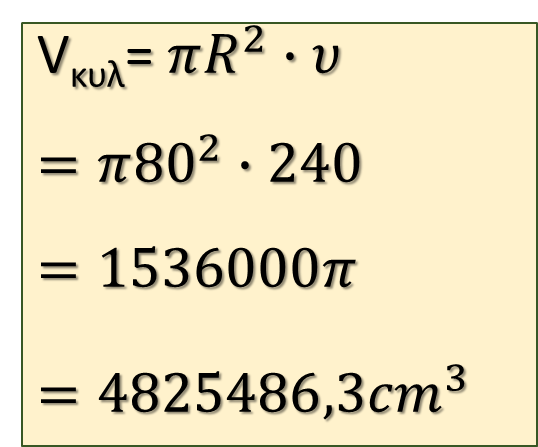 Vκυλ= πR² · υ
= π80² · 240
= 1536000π
= 4825486,3cm³